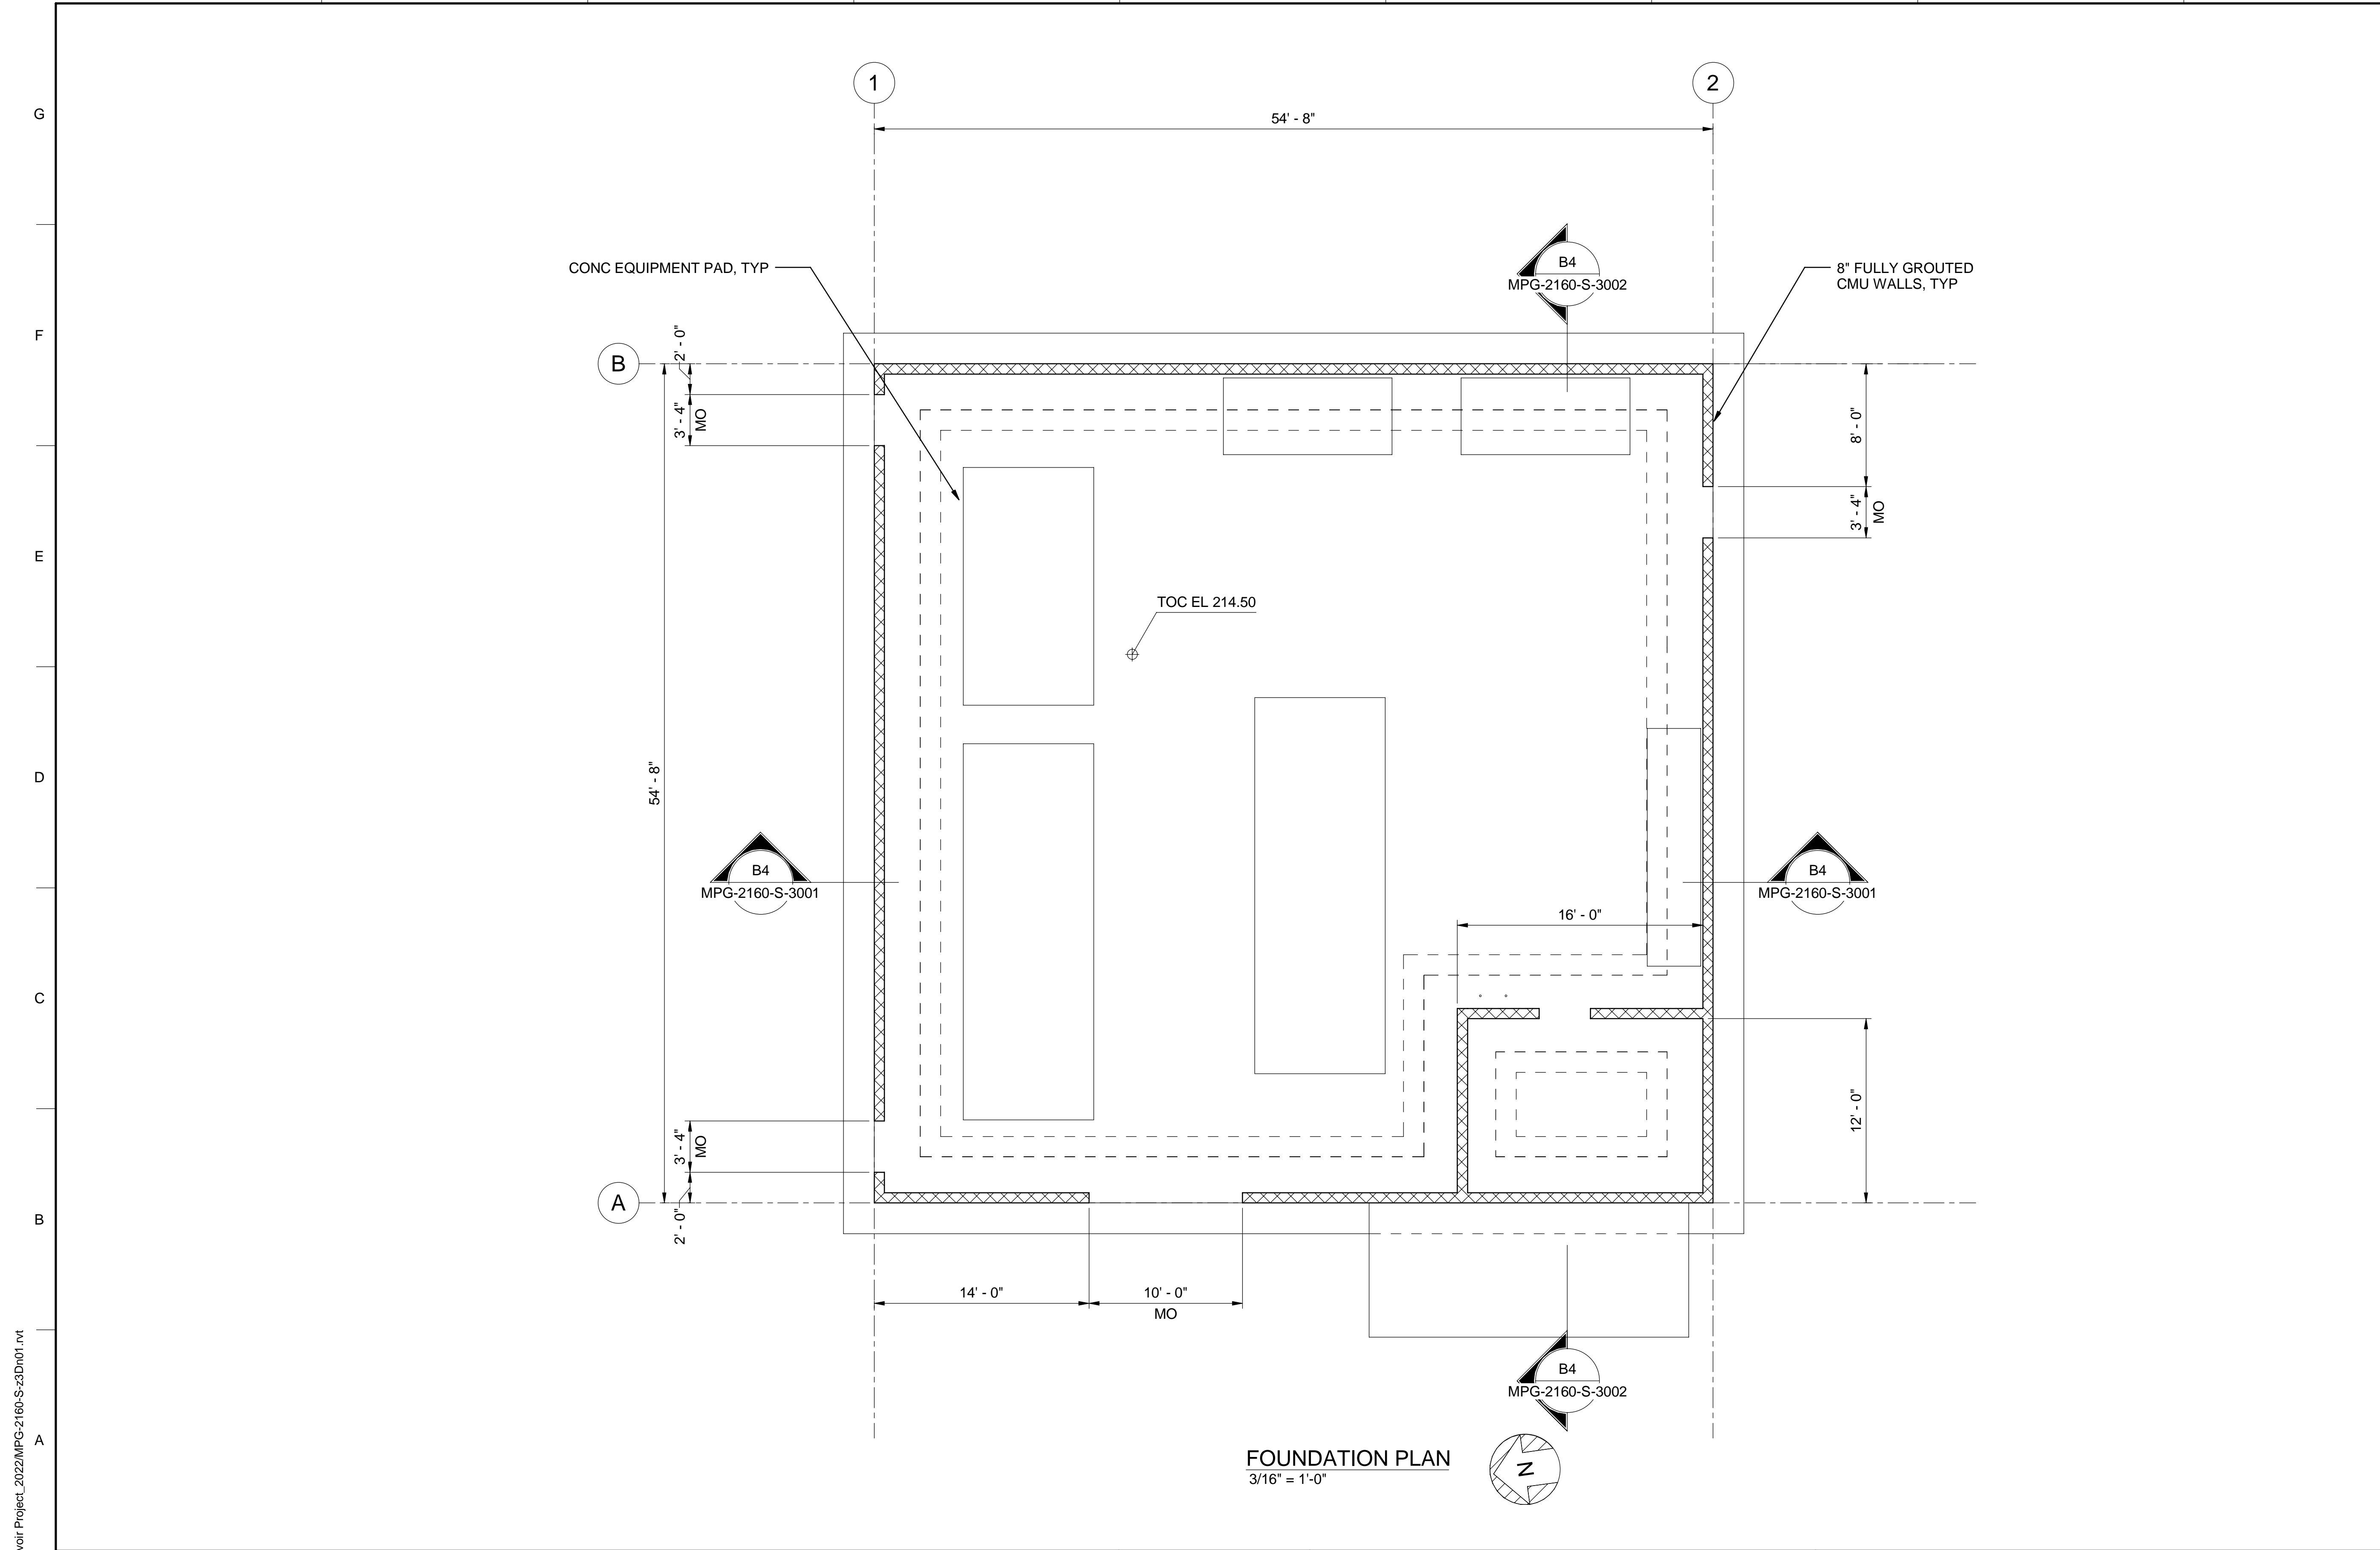 1
2
G
54' - 8"
CONC EQUIPMENT PAD, TYP
B4
MPG-2160-S-3002
8" FULLY GROUTED
CMU WALLS, TYP
F
2' - 0"
B
3' - 4"
MO
8' - 0"
3' - 4"
MO
E
TOC EL 214.50
D
54' - 8"
B4
MPG-2160-S-3001
B4
MPG-2160-S-3001
16' - 0"
C
12' - 0"
3' - 4"
MO
A
2' - 0"
B
14' - 0"
10' - 0"
MO
B4
MPG-2160-S-3002
A
FOUNDATION PLAN
3/16" = 1'-0"
N
voir Project_2022/MPG-2160-S-z3Dn01.rvt